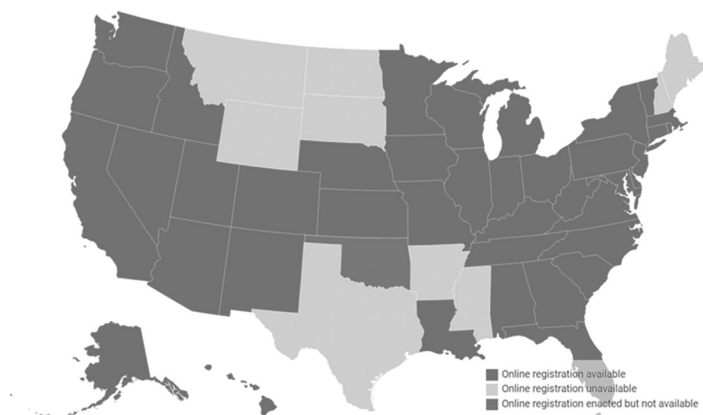 Online registration available
Online registration unavailable
Online registration enacted but not available